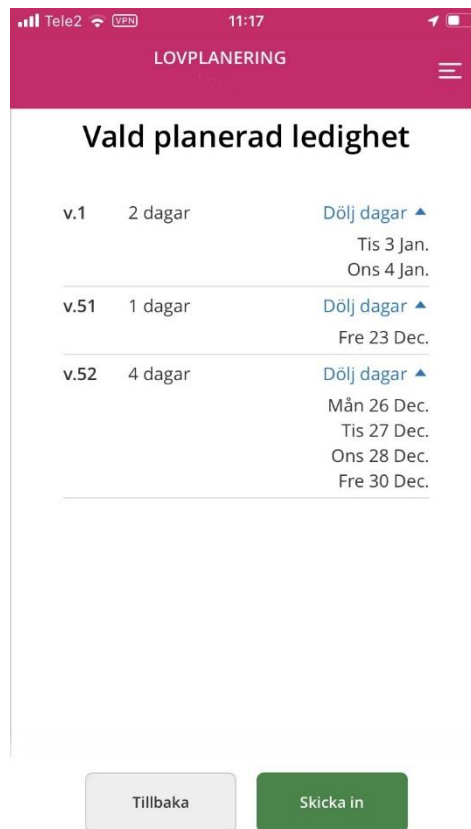 Tele2 VPN 11:17
LOVPLANERING
Vald planerad ledighet
v.1 2 dagar Dölj dagar
Tis 3 Jan.
Ons 4 Jan.
v.51 1 dagar Dölj dagar
Fre 23 Dec.
v.52 4 dagar Dölj dagar
Mån 26 Dec.
Tis 27 Dec.
Ons 28 Dec.
Fre 30 Dec.
Tillbaka Skicka in